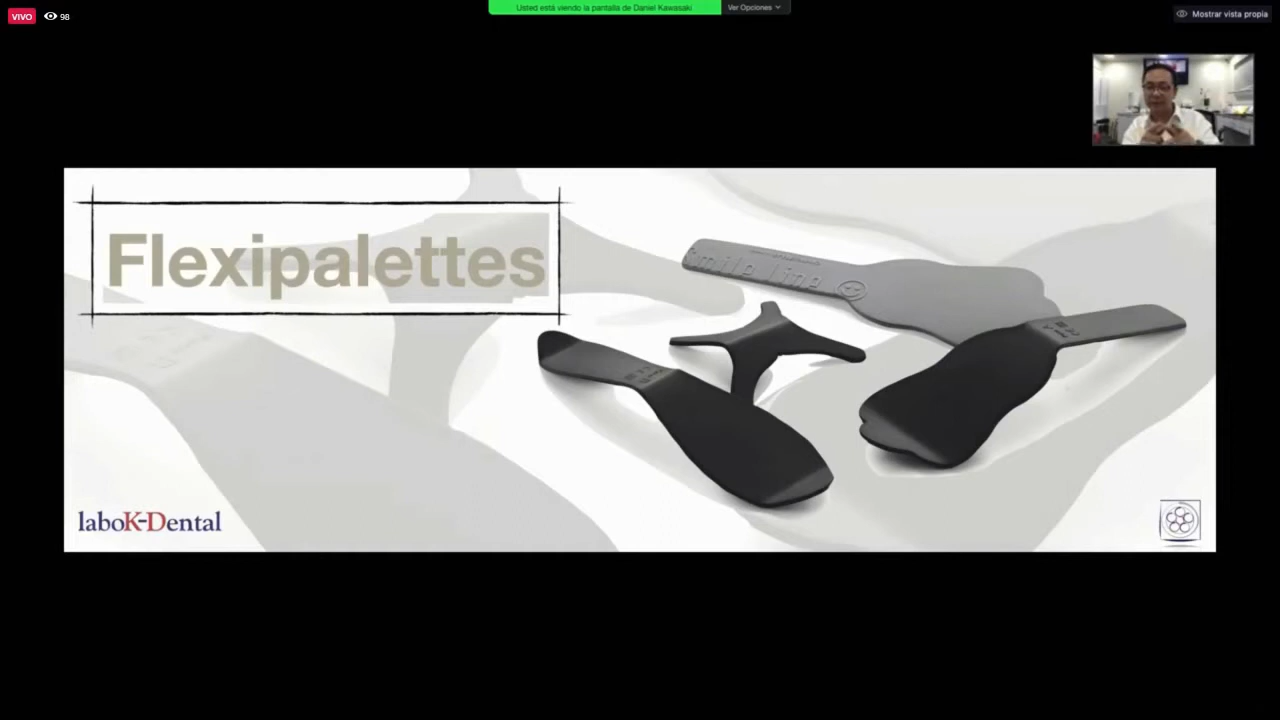 VIVO 98
Usted está viendo la pantalla de Daniel Kawasaki Ver Opciones
Mostrar vista propia
Flexipalettes
smile line
laboK-Dental